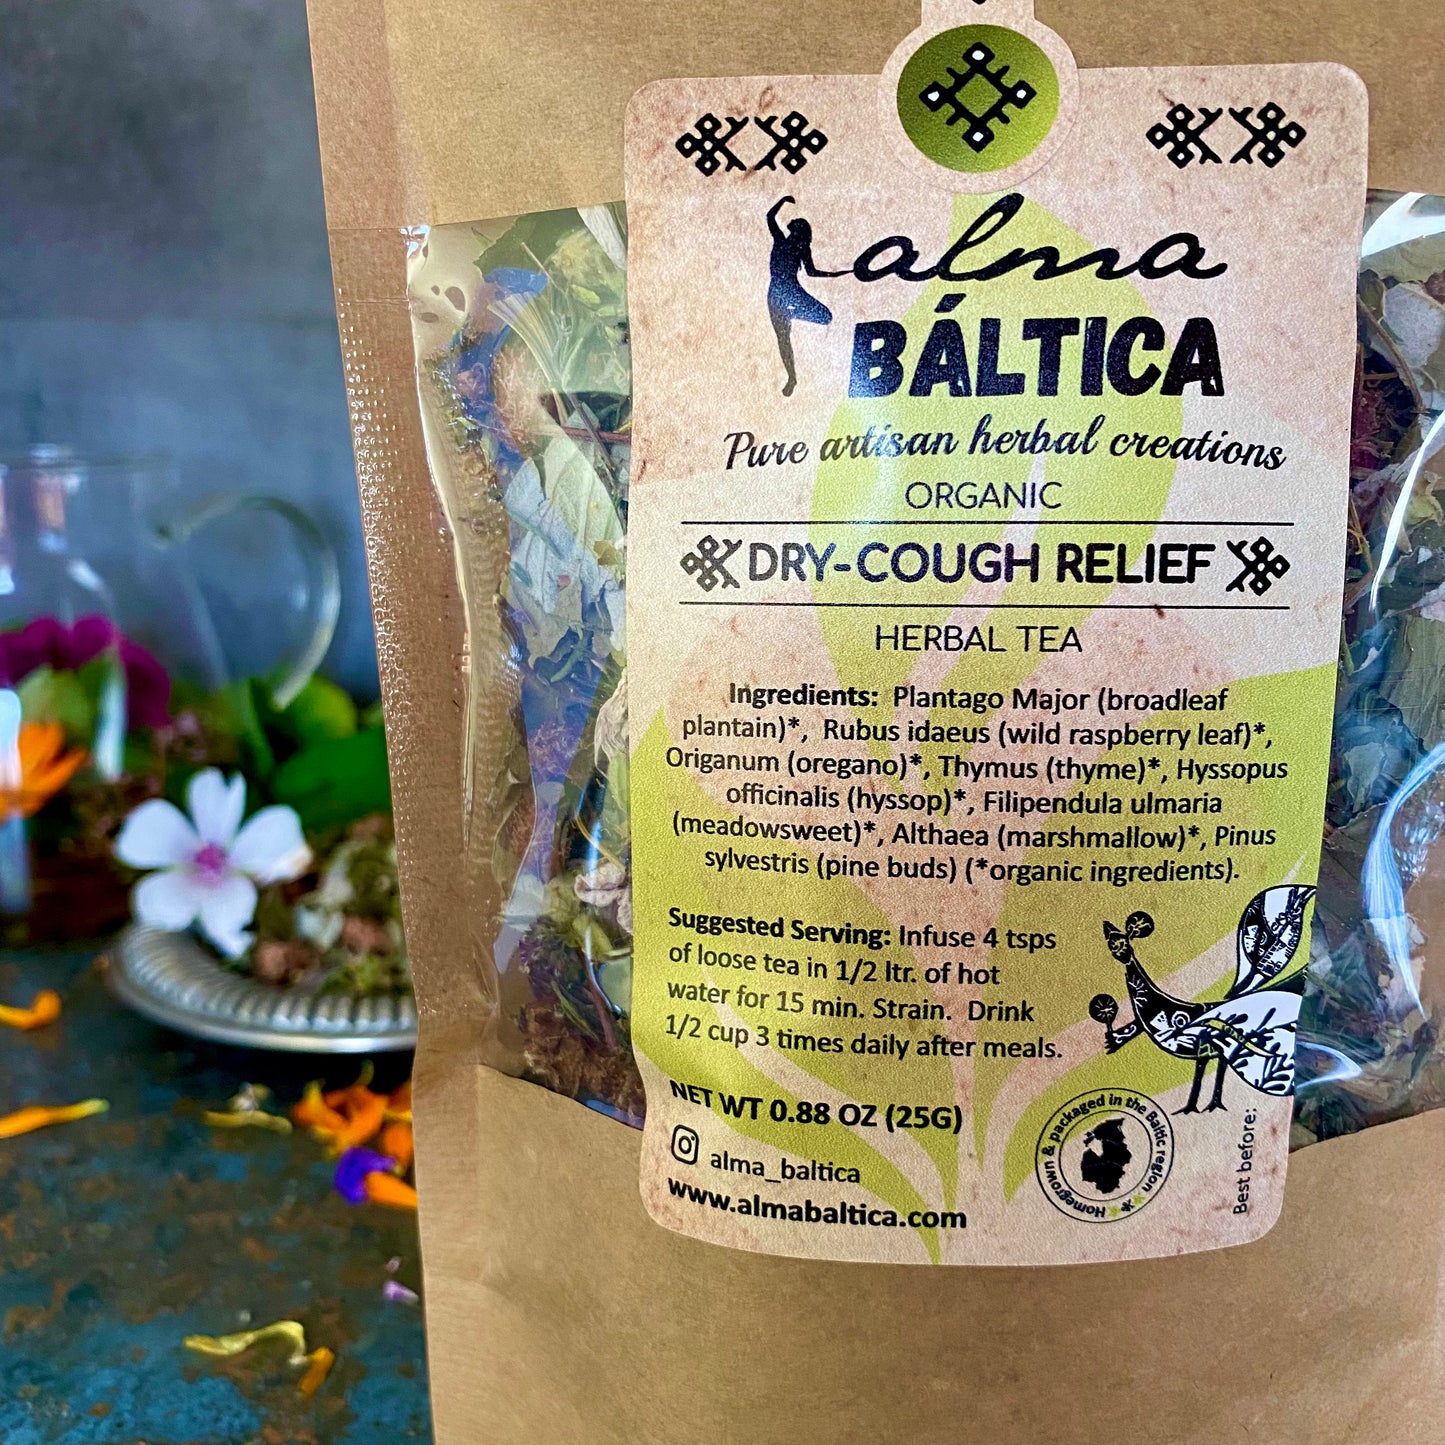 alma
BÁLTICA
Pure artisan herbal creations
ORGANIC
DRY-COUGH RELIEF
HERBAL TEA
Ingredients: Plantago Major (broadleaf
plantain)*, Rubus idaeus (wild raspberry leaf)*,
Origanum (oregano)*, Thymus (thyme)*, Hyssopus
officinalis (hyssop)*, Filipendula ulmaria
(meadowsweet)*, Althaea (marshmallow)*, Pinus
sylvestris (pine buds) (*organic ingredients).
Suggested Serving: Infuse 4 tsps
of loose tea in 1/2 ltr. of hot
water for 15 min. Strain. Drink
1/2 cup 3 times daily after meals.
NET WT 0.88 OZ (25G)
alma_baltica
www.almabaltica.com
Homegrown & packaged in the Baltic region
Best before: